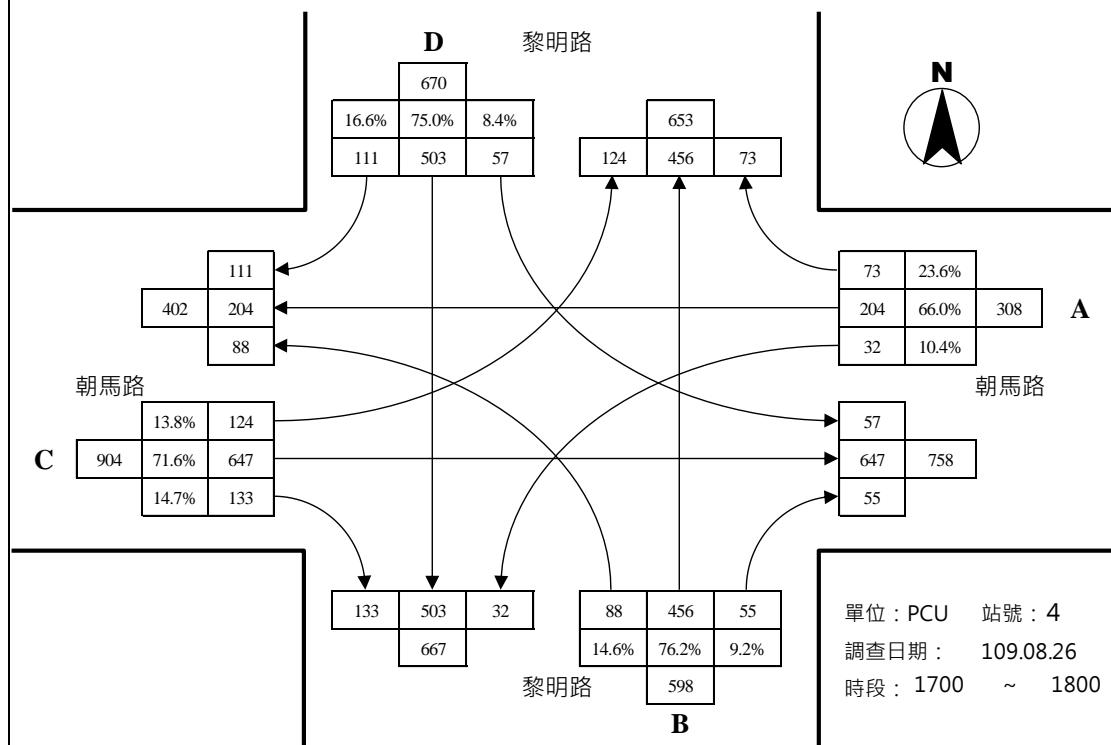 D 黎明路
670
16.6% 75.0% 8.4%
111 503 57
653
124 456 73
N
111
402 204
88
朝馬路
73 23.6%
204 66.0% 308
32 10.4%
A
朝馬路
13.8% 124
C 904 71.6% 647
14.7% 133
57
647 758
55
133 503 32
667
88 456 55
14.6% 76.2% 9.2%
598
黎明路
B
單位：PCU 站號：4
調查日期： 109.08.26
時段： 1700 ~ 1800